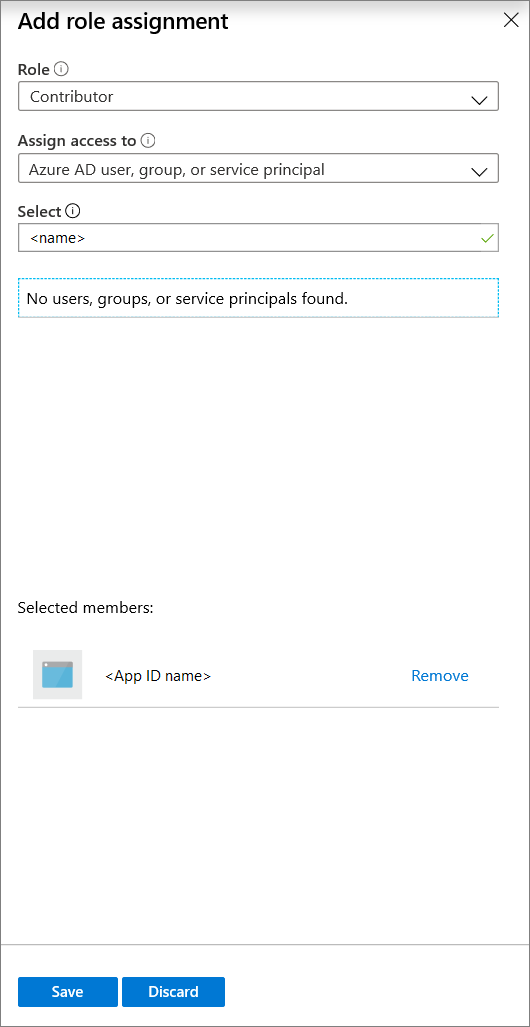 Add role assignment
Role
Contributor
Assign access to
Azure AD user, group, or service principal
Select
<name>
No users, groups, or service principals found.
Selected members:
<App ID name>
Remove
Save
Discard